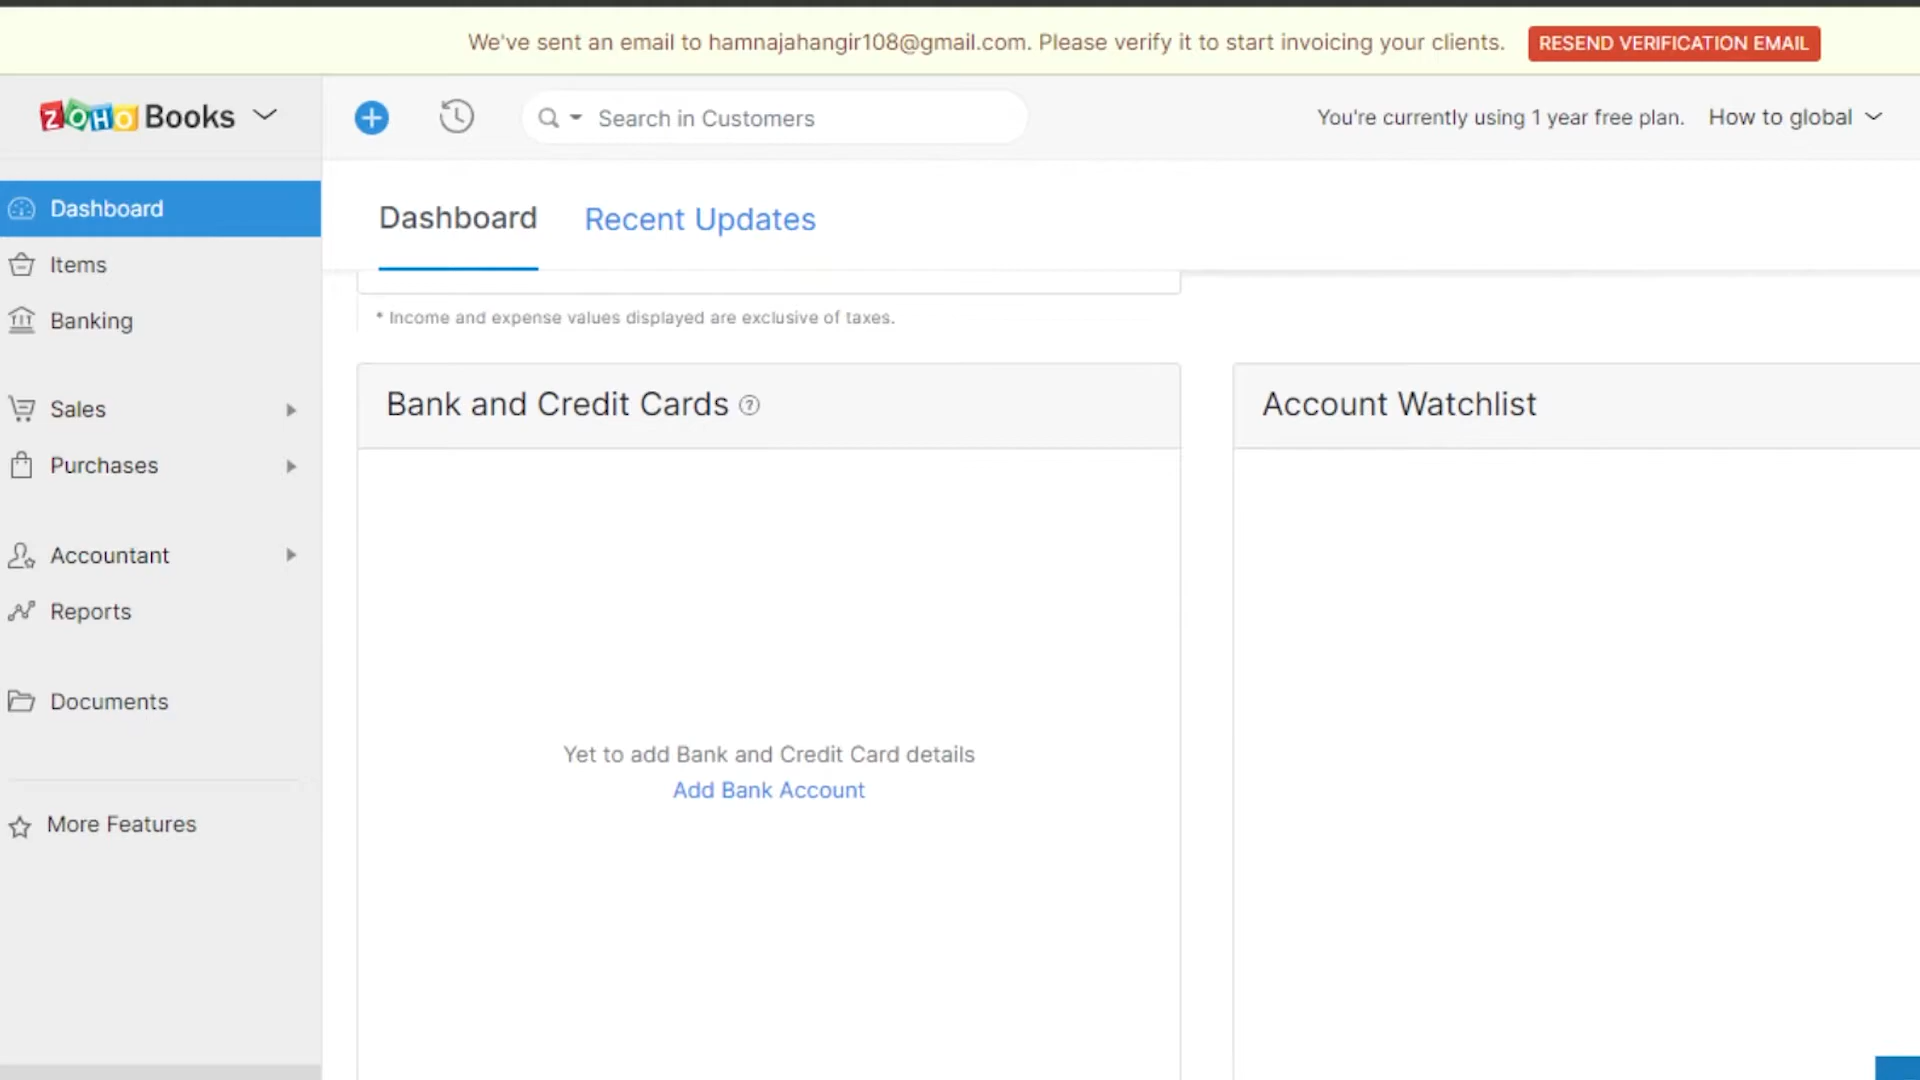 We've sent an email to hamnajahangir108@gmail.com. Please verify it to start invoicing your clients. RESEND VERIFICATION EMAIL
ZOHO Books
Search in Customers
You're currently using 1 year free plan. How to global
Dashboard
Items
Banking
Sales
Purchases
Accountant
Reports
Documents
More Features
Dashboard Recent Updates
* Income and expense values displayed are exclusive of taxes.
Bank and Credit Cards ?
Yet to add Bank and Credit Card details
Add Bank Account
Account Watchlist